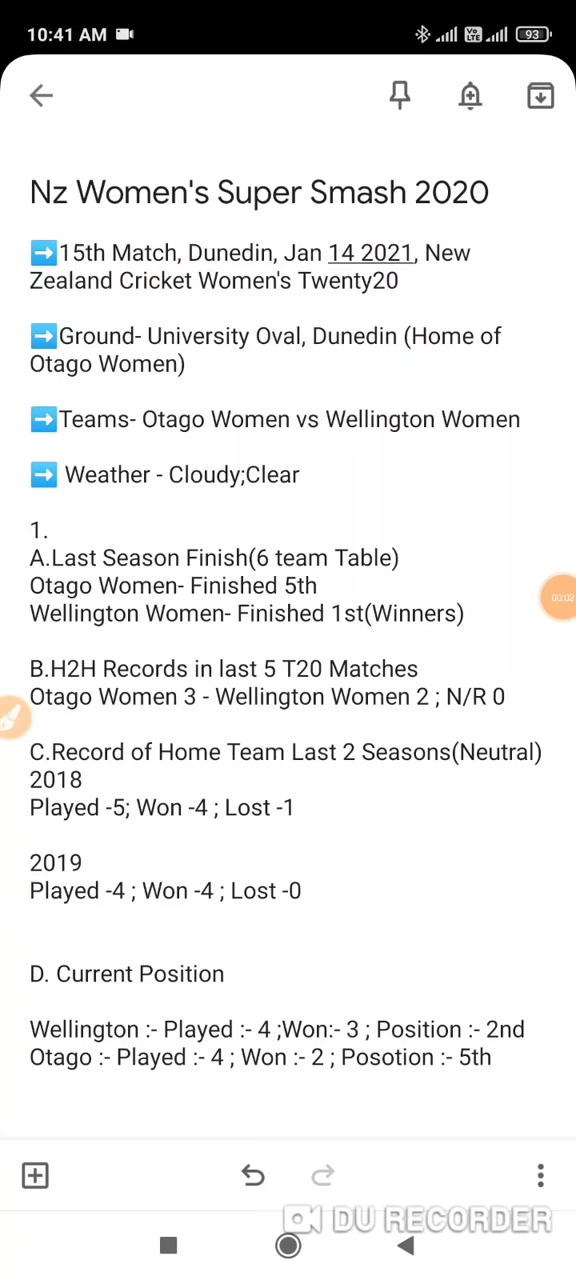 10:41 AM
Vo LTE
93
Nz Women's Super Smash 2020
➡️15th Match, Dunedin, Jan 14 2021, New
Zealand Cricket Women's Twenty20
➡️Ground- University Oval, Dunedin (Home of
Otago Women)
➡️Teams- Otago Women vs Wellington Women
➡️ Weather - Cloudy;Clear
1.
A.Last Season Finish(6 team Table)
Otago Women- Finished 5th
Wellington Women- Finished 1st(Winners)
00:03
B.H2H Records in last 5 T20 Matches
Otago Women 3 - Wellington Women 2 ; N/R 0
C.Record of Home Team Last 2 Seasons(Neutral)
2018
Played -5; Won -4 ; Lost -1
2019
Played -4 ; Won -4 ; Lost -0
D. Current Position
Wellington :- Played :- 4 ;Won:- 3 ; Position :- 2nd
Otago :- Played :- 4 ; Won :- 2 ; Posotion :- 5th
DU RECORDER